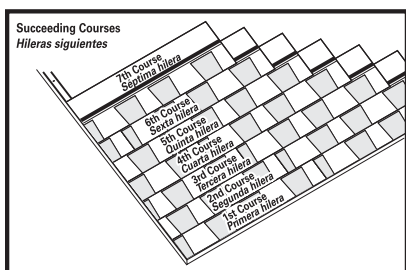 Succeeding Courses
Hileras siguientes
7th Course
Séptima hilera
6th Course
Sexta hilera
5th Course
Quinta hilera
4th Course
Cuarta hilera
3rd Course
Tercera hilera
2nd Course
Segunda hilera
1st Course
Primera hilera